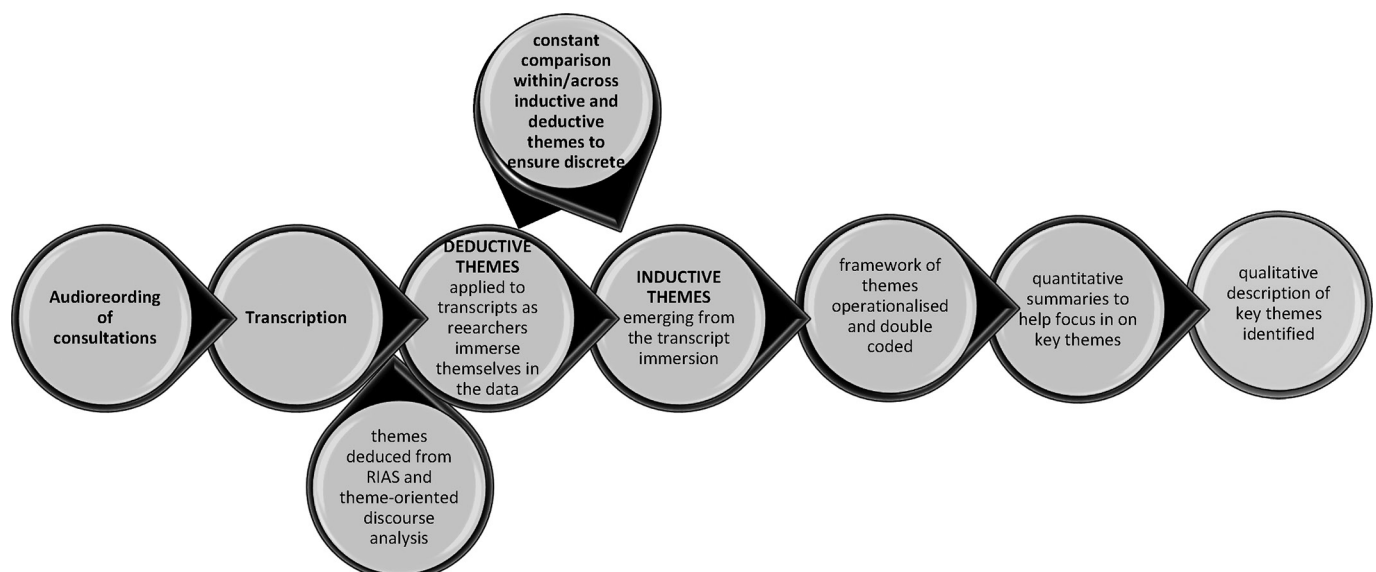 constant
comparison
within/across
inductive and
deductive
themes to
ensure discrete
Audioreording
of
consultations
Transcription
DEDUCTIVE
THEMES
applied to
transcripts as
reearchers
immerse
themselves in
the data
INDUCTIVE
THEMES
emerging from
the transcript
immersion
framework of
themes
operationalised
and double
coded
quantitative
summaries to
help focus in on
key themes
qualitative
description of
key themes
identified
themes
deduced from
RIAS and
theme-oriented
discourse
analysis